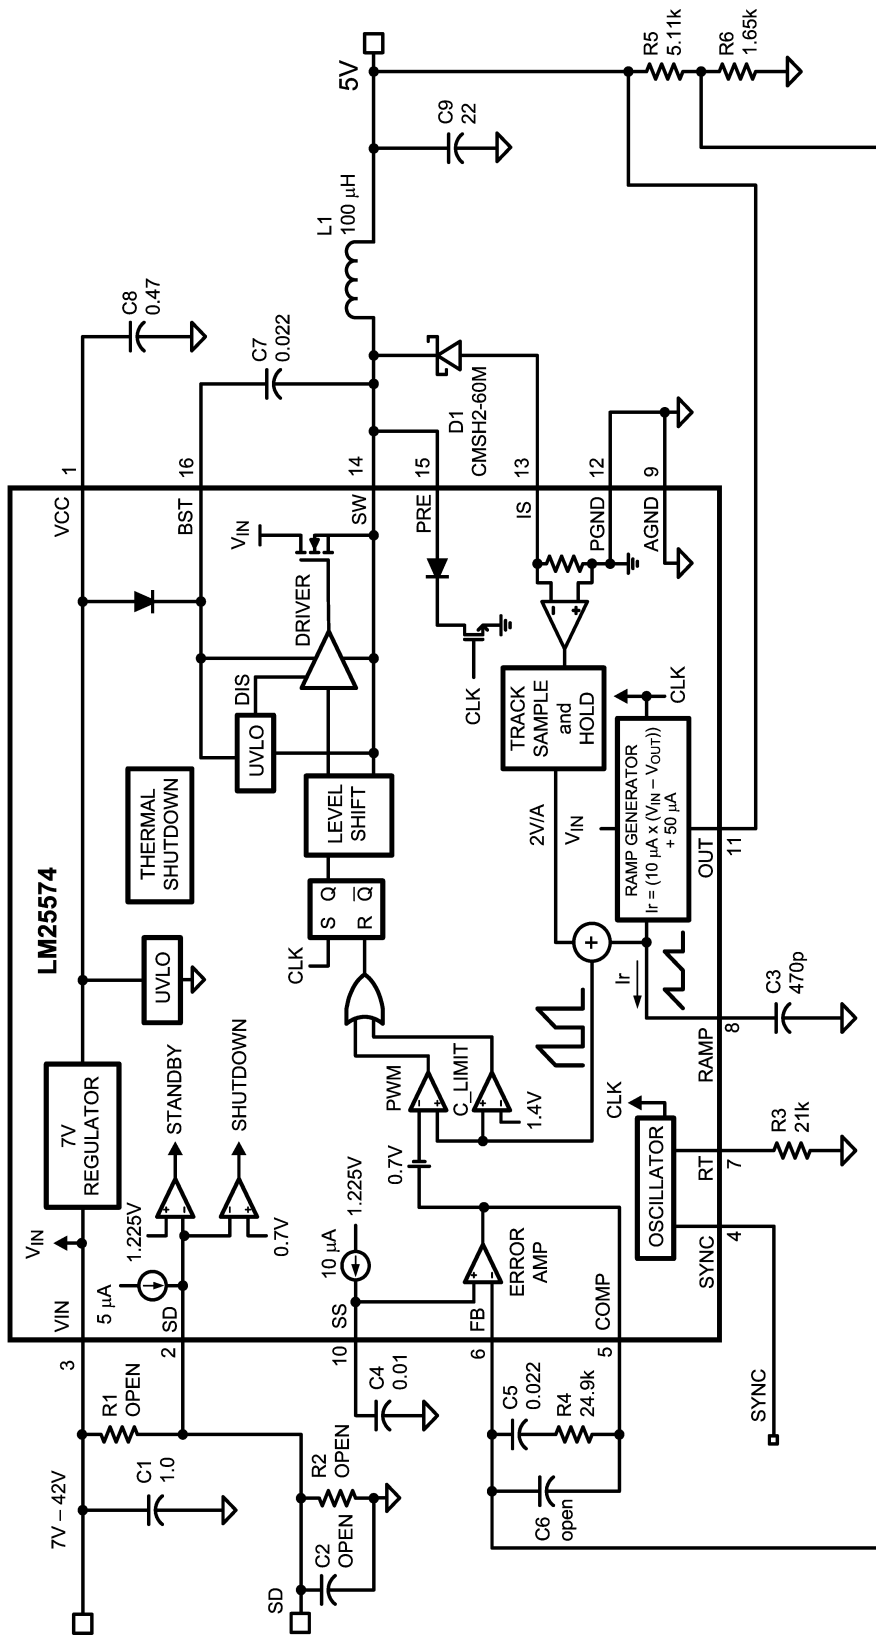 7V – 42V
VIN
3
VIN
7V
REGULATOR
LM25574
VCC
1
C8
0.47
C1
1.0
R1
OPEN
5 µA
SD
2
1.225V
STANDBY
SHUTDOWN
0.7V
UVLO
THERMAL
SHUTDOWN
BST
16
C7
0.022
SD
C2
OPEN
R2
OPEN
UVLO
DIS
VIN
DRIVER
SW
14
L1
100 µH
5V
C9
22
CLK
S Q
R Q
LEVEL
SHIFT
10
SS
10 µA
1.225V
C4
0.01
PRE
15
CLK
D1
CMSH2-60M
PWM
C_LIMIT
1.4V
0.7V
6
FB
ERROR
AMP
IS
13
TRACK
SAMPLE
and
HOLD
PGND
12
AGND
9
2V/A
C5
0.022
R4
24.9k
C6
open
5
COMP
+
Ir
VIN
RAMP GENERATOR
Ir = (10 µA x (VIN – VOUT))
+ 50 µA
CLK
R5
5.11k
R6
1.65k
OSCILLATOR
CLK
SYNC
4
RT
7
RAMP
8
OUT
11
SYNC
R3
21k
C3
470p